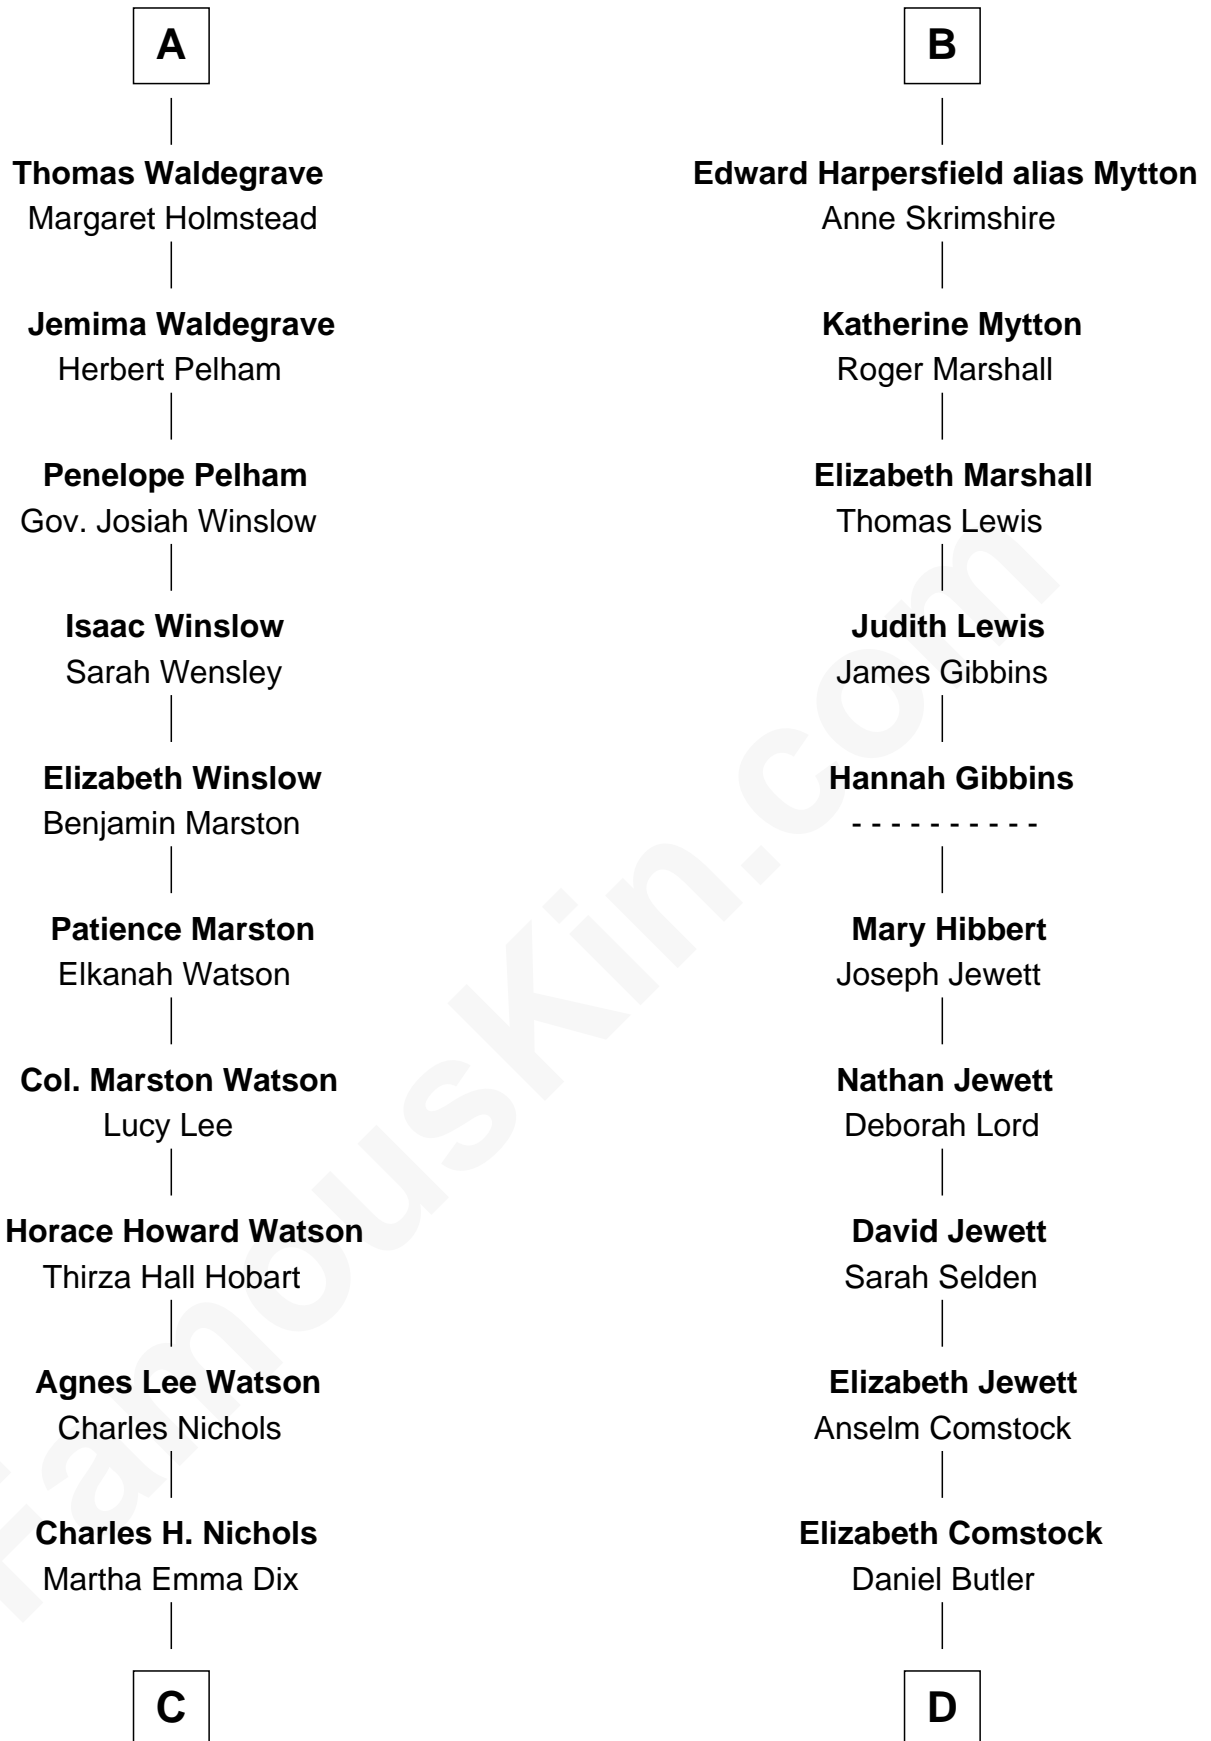 A
Thomas Waldegrave
Margaret Holmstead
Jemima Waldegrave
Herbert Pelham
Penelope Pelham
Gov. Josiah Winslow
Isaac Winslow
Sarah Wensley
Elizabeth Winslow
Benjamin Marston
Patience Marston
Elkanah Watson
Col. Marston Watson
Lucy Lee
Horace Howard Watson
Thirza Hall Hobart
Agnes Lee Watson
Charles Nichols
Charles H. Nichols
Martha Emma Dix
C
B
Edward Harpersfield alias Mytton
Anne Skrimshire
Katherine Mytton
Roger Marshall
Elizabeth Marshall
Thomas Lewis
Judith Lewis
James Gibbins
Hannah Gibbins
- - - - - - - - - -
Mary Hibbert
Joseph Jewett
Nathan Jewett
Deborah Lord
David Jewett
Sarah Selden
Elizabeth Jewett
Anselm Comstock
Elizabeth Comstock
Daniel Butler
D
FamousKin.com